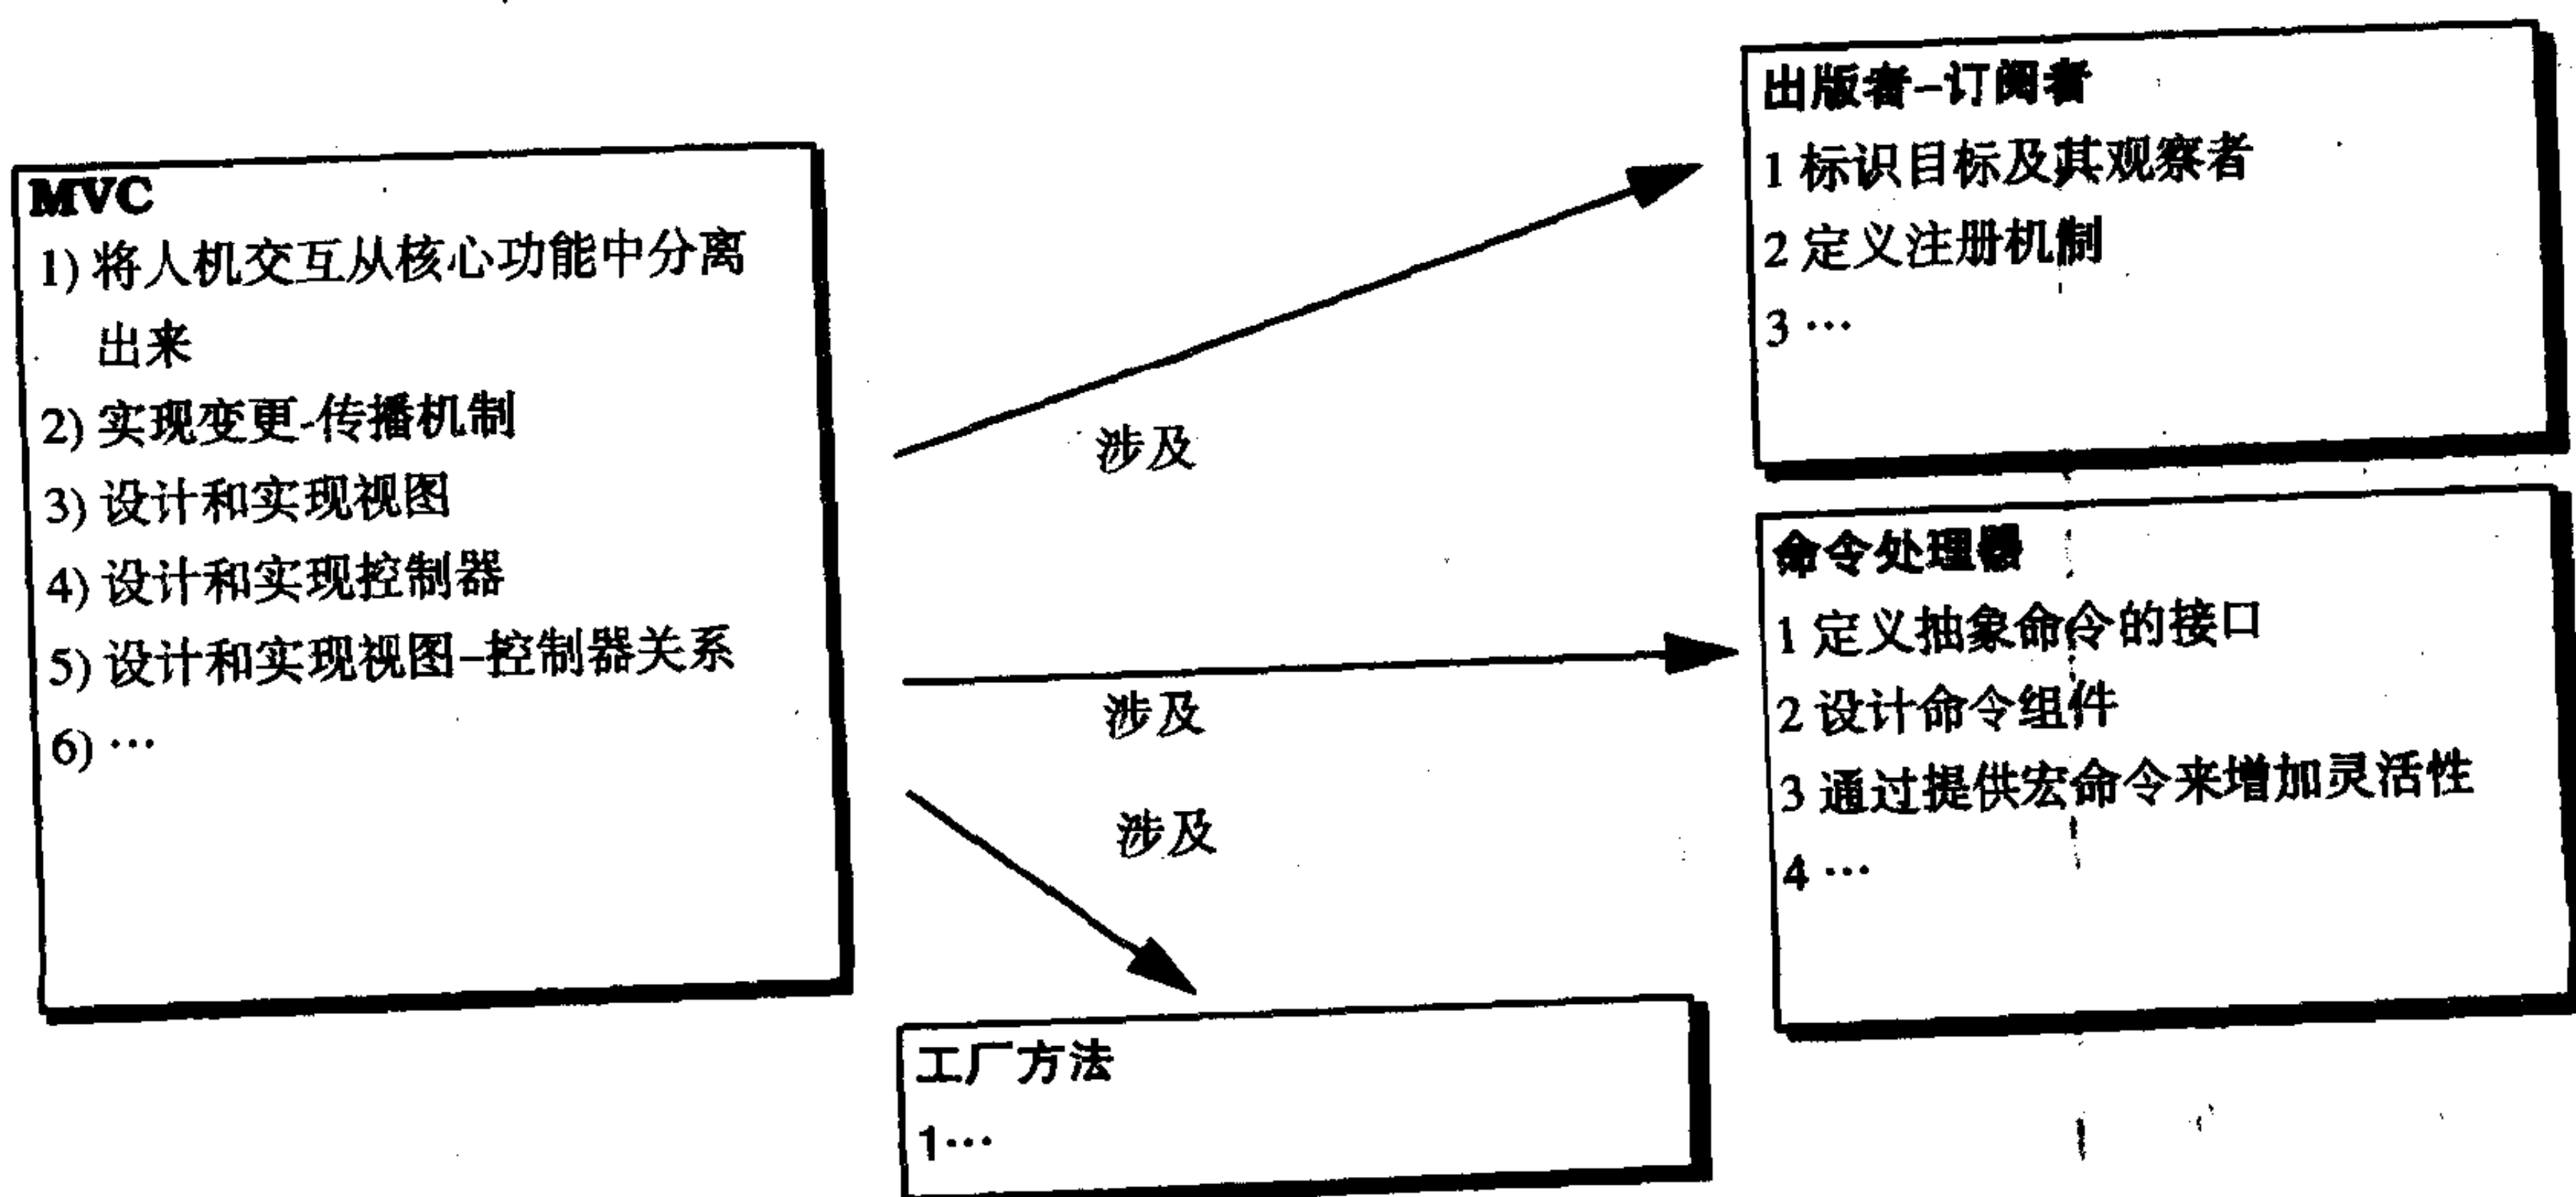 MVC
1) 将人机交互从核心功能中分离
出来
2) 实现变更-传播机制
3) 设计和实现视图
4) 设计和实现控制器
5) 设计和实现视图-控制器关系
6) …
涉及
涉及
涉及
出版者-订阅者
1 标识目标及其观察者
2 定义注册机制
3 …
命令处理器
1 定义抽象命令的接口
2 设计命令组件
3 通过提供宏命令来增加灵活性
4 …
工厂方法
1…